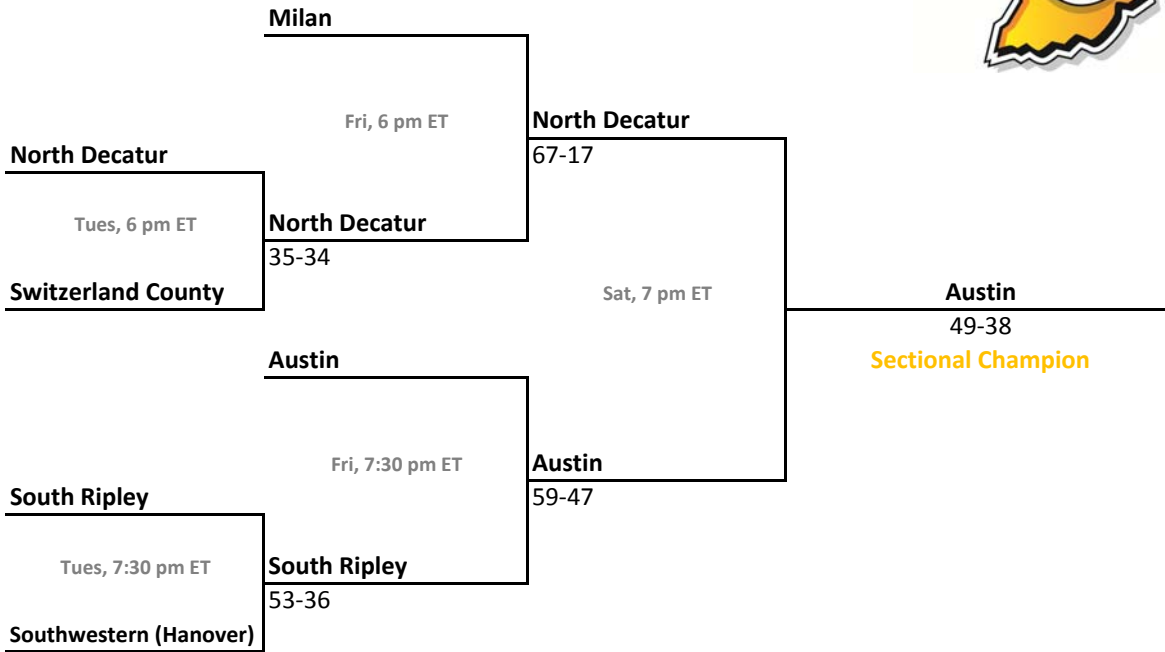 Milan
Fri, 6 pm ET
North Decatur
67-17
North Decatur
Tues, 6 pm ET
North Decatur
35-34
Switzerland County
Sat, 7 pm ET
Austin
49-38
Sectional Champion
Austin
Fri, 7:30 pm ET
Austin
59-47
South Ripley
Tues, 7:30 pm ET
South Ripley
53-36
Southwestern (Hanover)